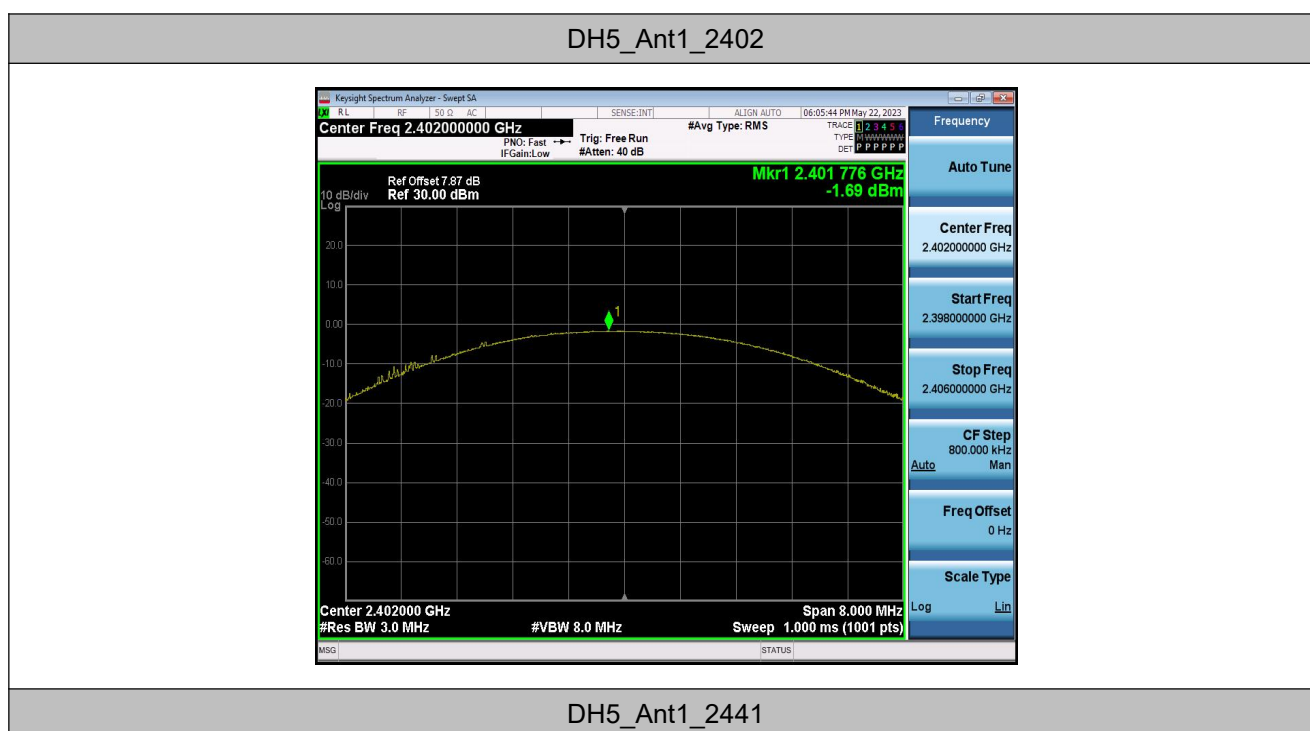 DH5_Ant1_2402
Keysight Spectrum Analyzer - Swept SA
RL RF 50 Ω AC SENSE:INT ALIGN AUTO 06:05:44 PM May 22, 2023
Center Freq 2.402000000 GHz #Avg Type: RMS TRACE 1 2 3 4 5 6
PNO: Fast Trig: Free Run TYPE M WWWWW
IFGain:Low #Atten: 40 dB DET P P P P P P
Frequency
Mkr1 2.401 776 GHz
-1.69 dBm
Ref Offset 7.87 dB
10 dB/div Ref 30.00 dBm
Log
20.0
10.0
0.00
-10.0
-20.0
-30.0
-40.0
-50.0
-60.0
1
Center 2.402000 GHz Span 8.000 MHz
#Res BW 3.0 MHz #VBW 8.0 MHz Sweep 1.000 ms (1001 pts)
MSG STATUS
Auto Tune
Center Freq
2.402000000 GHz
Start Freq
2.398000000 GHz
Stop Freq
2.406000000 GHz
CF Step
800.000 kHz
Auto Man
Freq Offset
0 Hz
Scale Type
Log Lin
DH5_Ant1_2441